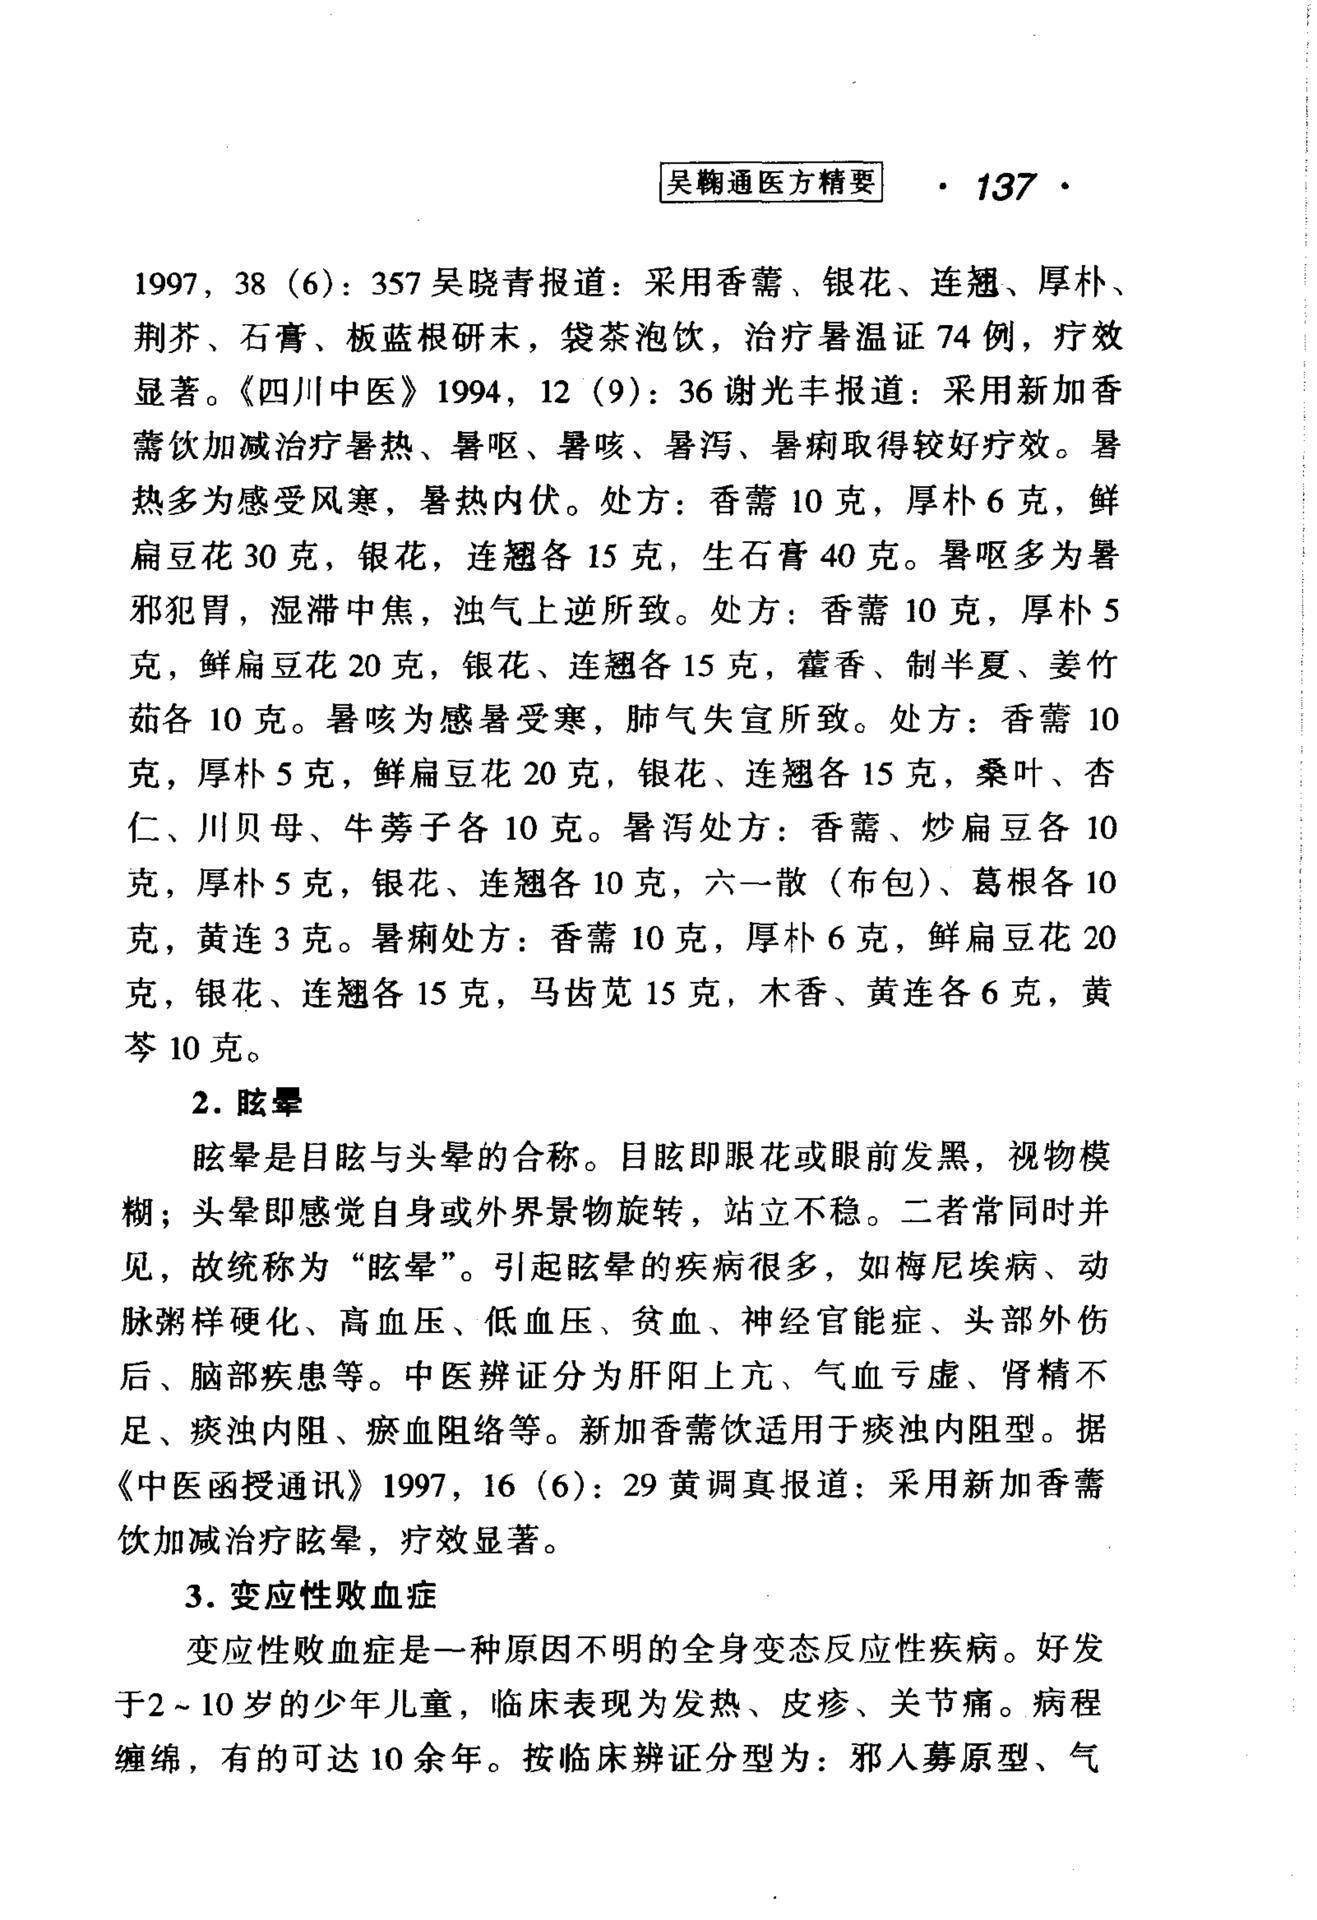 吴鞠通医方精要 · 137 ·
1997，38（6）：357 吴晓青报道：采用香薷、银花、连翘、厚朴、
荆芥、石膏、板蓝根研末，袋茶泡饮，治疗暑温证 74 例，疗效
显著。《四川中医》1994，12（9）：36 谢光丰报道：采用新加香
薷饮加减治疗暑热、暑呕、暑咳、暑泻、暑痢取得较好疗效。暑
热多为感受风寒，暑热内伏。处方：香薷 10 克，厚朴 6 克，鲜
扁豆花 30 克，银花，连翘各 15 克，生石膏 40 克。暑呕多为暑
邪犯胃，湿滞中焦，浊气上逆所致。处方：香薷 10 克，厚朴 5
克，鲜扁豆花 20 克，银花、连翘各 15 克，藿香、制半夏、姜竹
茹各 10 克。暑咳为感暑受寒，肺气失宣所致。处方：香薷 10
克，厚朴 5 克，鲜扁豆花 20 克，银花、连翘各 15 克，桑叶、杏
仁、川贝母、牛蒡子各 10 克。暑泻处方：香薷、炒扁豆各 10
克，厚朴 5 克，银花、连翘各 10 克，六一散（布包）、葛根各 10
克，黄连 3 克。暑痢处方：香薷 10 克，厚朴 6 克，鲜扁豆花 20
克，银花、连翘各 15 克，马齿苋 15 克，木香、黄连各 6 克，黄
芩 10 克。
2. 眩晕
眩晕是目眩与头晕的合称。目眩即眼花或眼前发黑，视物模
糊；头晕即感觉自身或外界景物旋转，站立不稳。二者常同时并
见，故统称为“眩晕”。引起眩晕的疾病很多，如梅尼埃病、动
脉粥样硬化、高血压、低血压、贫血、神经官能症、头部外伤
后、脑部疾患等。中医辨证分为肝阳上亢、气血亏虚、肾精不
足、痰浊内阻、瘀血阻络等。新加香薷饮适用于痰浊内阻型。据
《中医函授通讯》1997，16（6）：29 黄调真报道：采用新加香薷
饮加减治疗眩晕，疗效显著。
3. 变应性败血症
变应性败血症是一种原因不明的全身变态反应性疾病。好发
于2～10 岁的少年儿童，临床表现为发热、皮疹、关节痛。病程
缠绵，有的可达 10 余年。按临床辨证分型为：邪入募原型、气